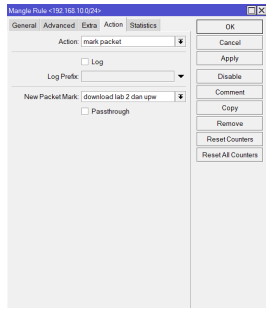 Mangle Rule <192.168.10.0/24>
General Advanced Extra Action Statistics
Action: mark packet
Log
Log Prefix:
New Packet Mark: download lab 2 dan upw
Passthrough
OK
Cancel
Apply
Disable
Comment
Copy
Remove
Reset Counters
Reset All Counters